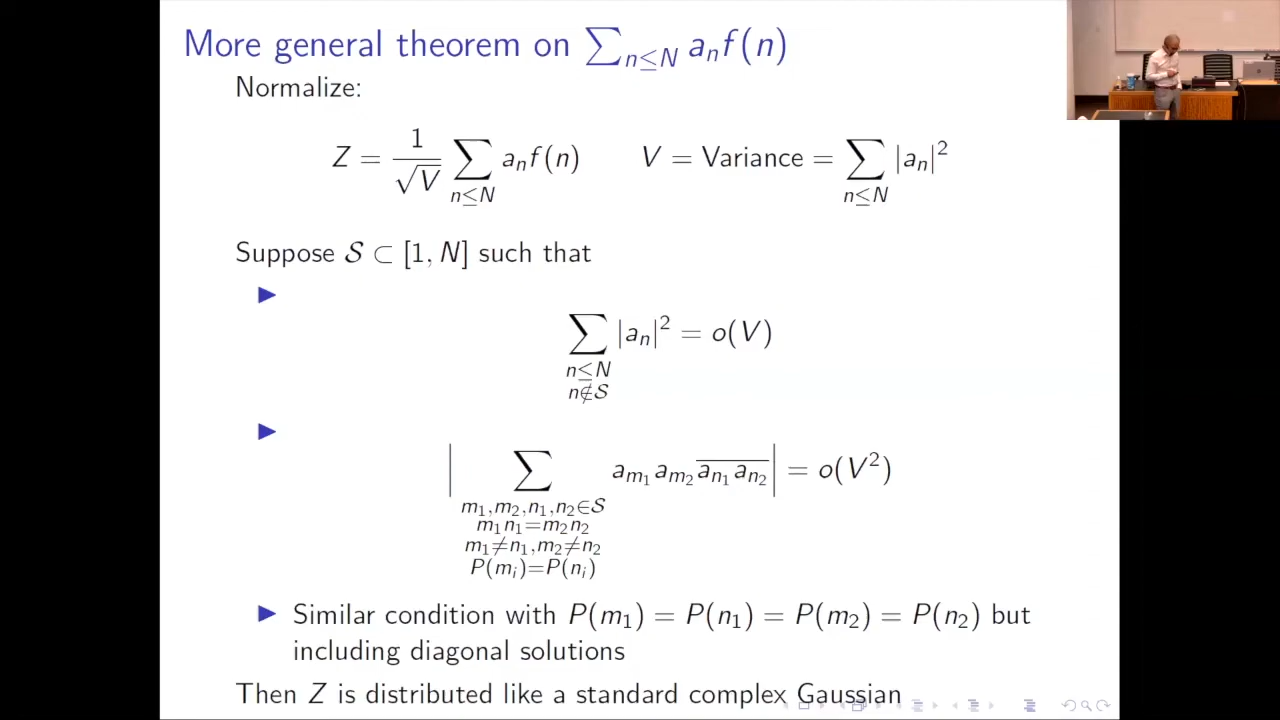 More general theorem on ∑_{n≤N} a_n f(n)
Normalize:
Z = \frac{1}{\sqrt{V}} ∑_{n≤N} a_n f(n)  V = Variance = ∑_{n≤N} |a_n|^2
Suppose 𝒮 ⊂ [1, N] such that
▶
∑_{n≤N, n∉𝒮} |a_n|^2 = o(V)
▶
| ∑_{m_1,m_2,n_1,n_2∈𝒮, m_1n_1=m_2n_2, m_1≠n_1,m_2≠n_2, P(m_i)=P(n_i)} a_{m_1} a_{m_2} \overline{a_{n_1} a_{n_2}} | = o(V^2)
▶ Similar condition with P(m_1) = P(n_1) = P(m_2) = P(n_2) but
including diagonal solutions
Then Z is distributed like a standard complex Gaussian